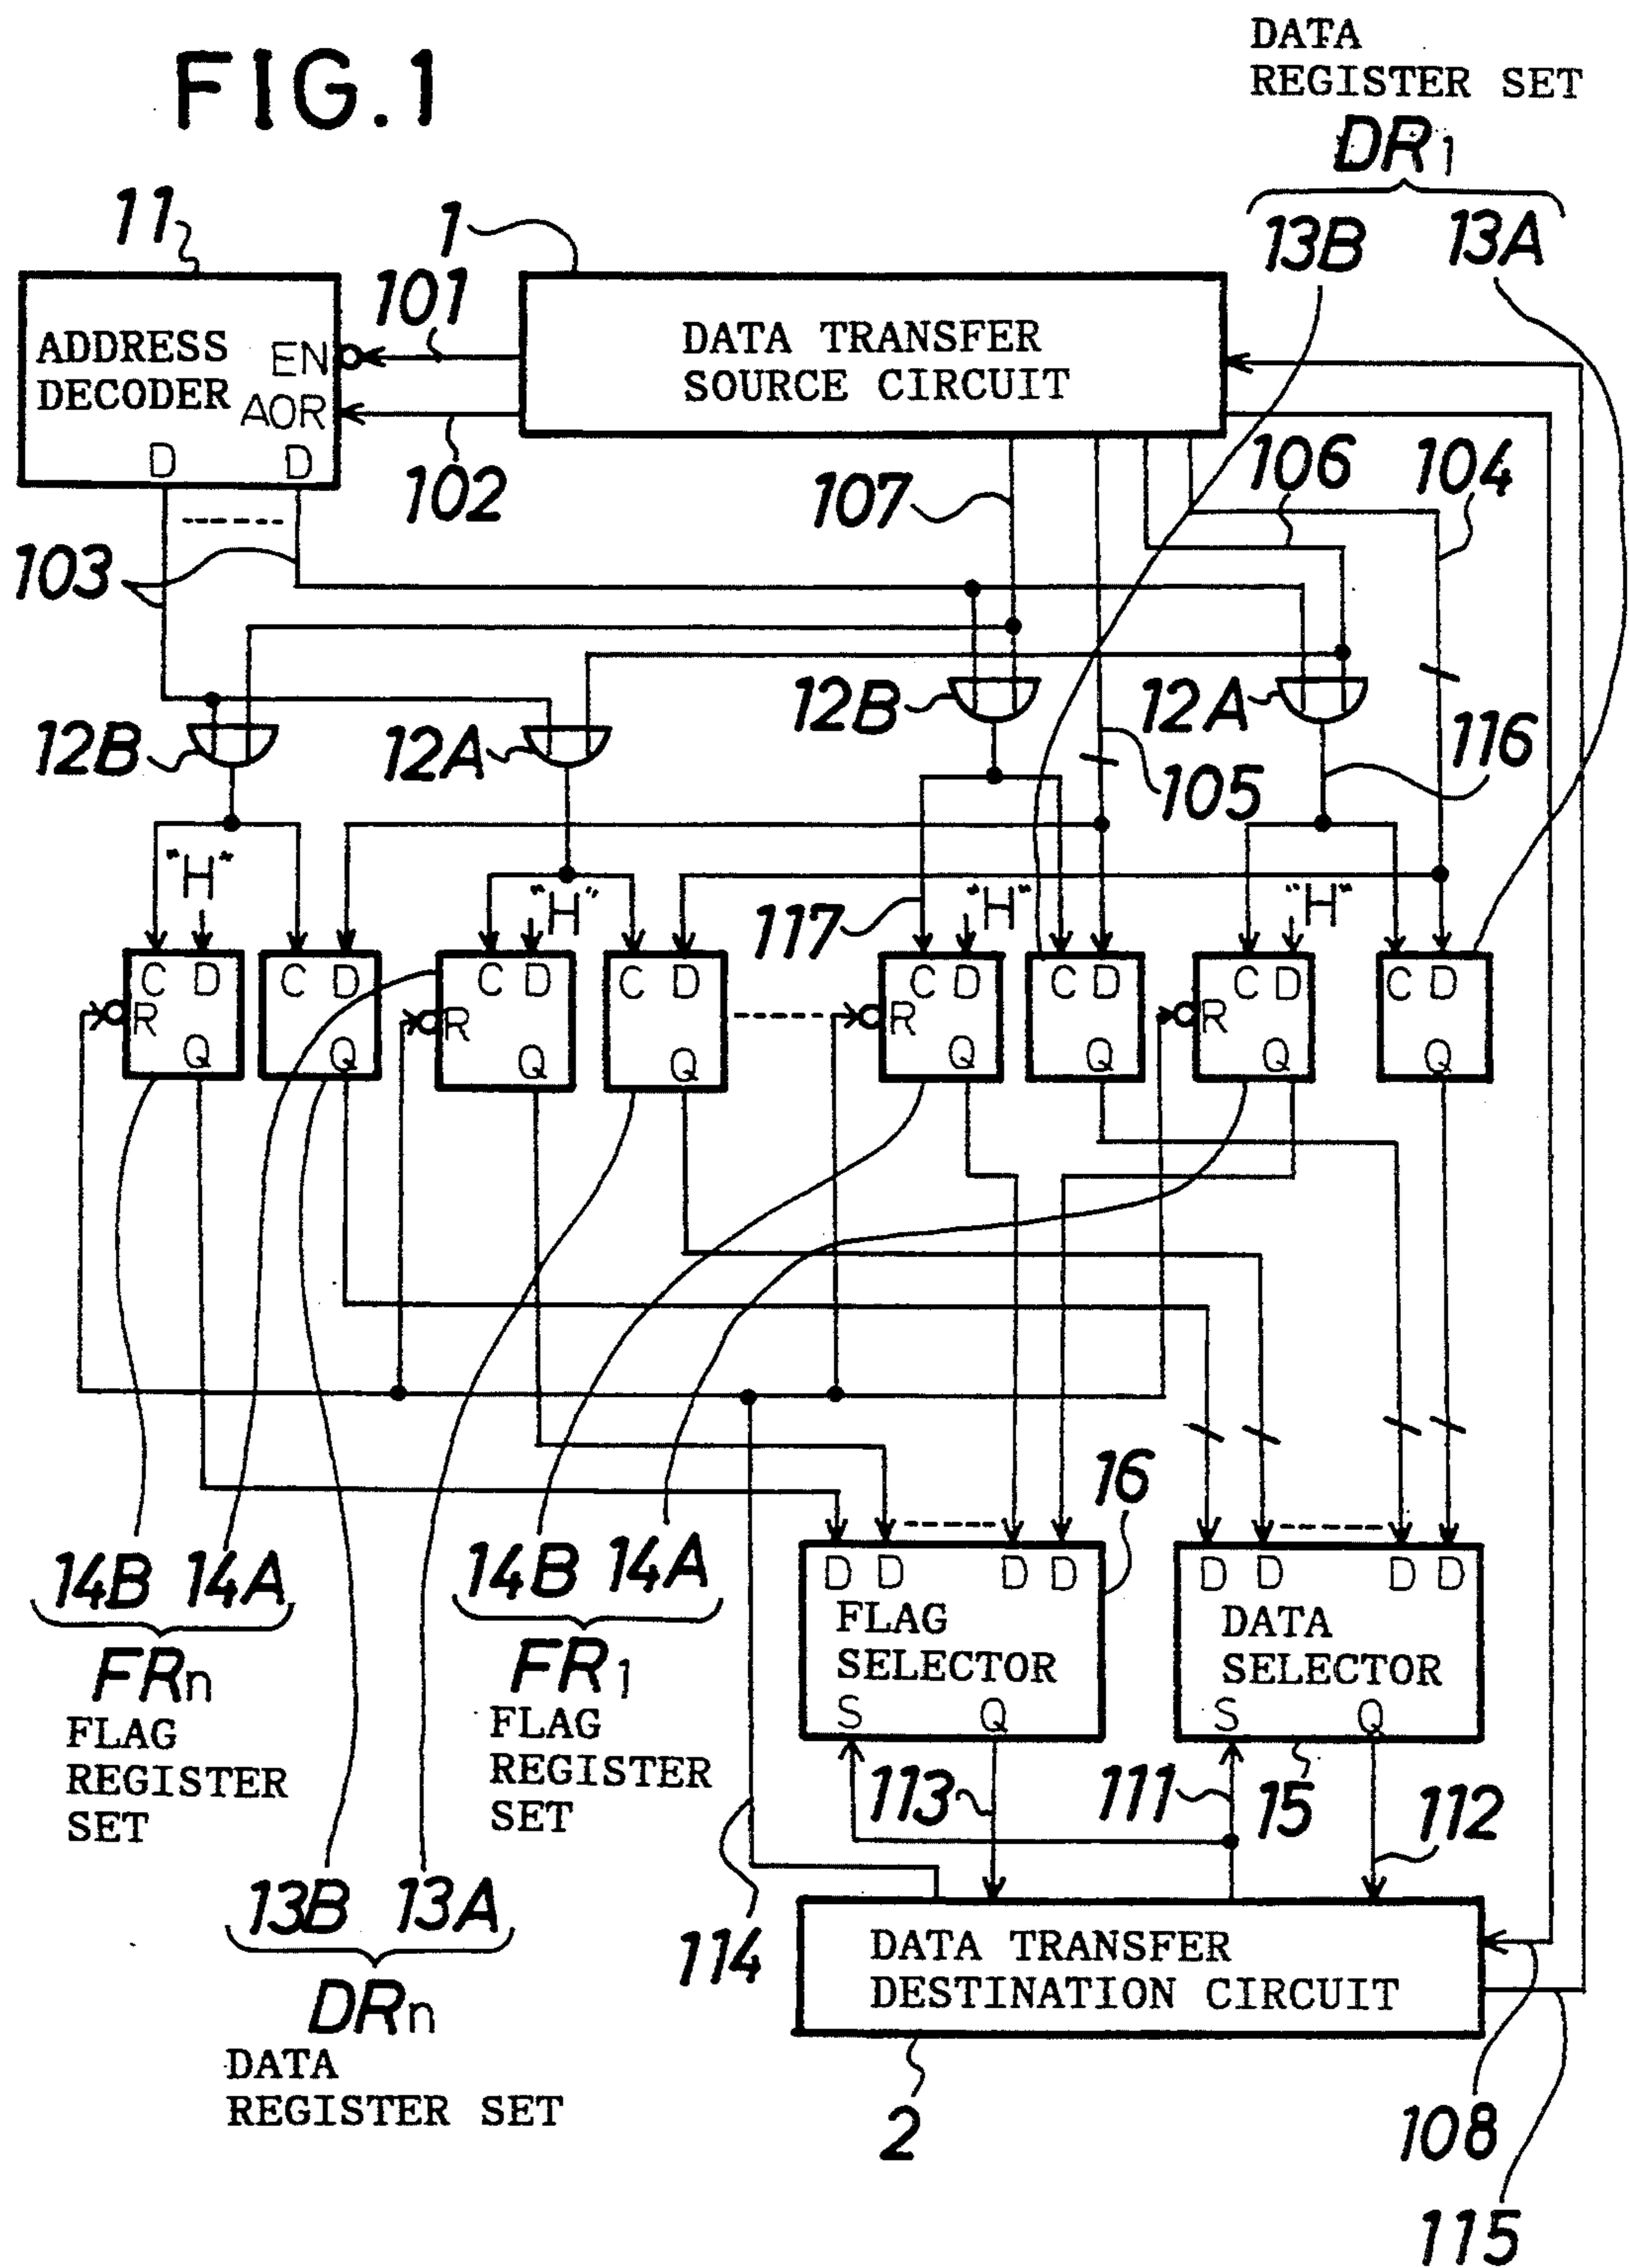 FIG.1
DATA
REGISTER SET
DR1
13B 13A
11
1
ADDRESS
DECODER
EN
AOR
D D
101
102
DATA TRANSFER
SOURCE CIRCUIT
103
107
106
104
12B
12A
12B
12A
105
116
"H"
"H"
117
"H"
"H"
C D
R
Q
C D
Q
C D
R
Q
C D
Q
C D
R
Q
C D
Q
C D
R
Q
C D
Q
16
14B 14A
FRn
FLAG
REGISTER
SET
14B 14A
FR1
FLAG
REGISTER
SET
D D D D
FLAG
SELECTOR
S Q
D D D D
DATA
SELECTOR
S Q
113
111
15
112
13B 13A
DRn
DATA
REGISTER SET
114
DATA TRANSFER
DESTINATION CIRCUIT
2
108
115